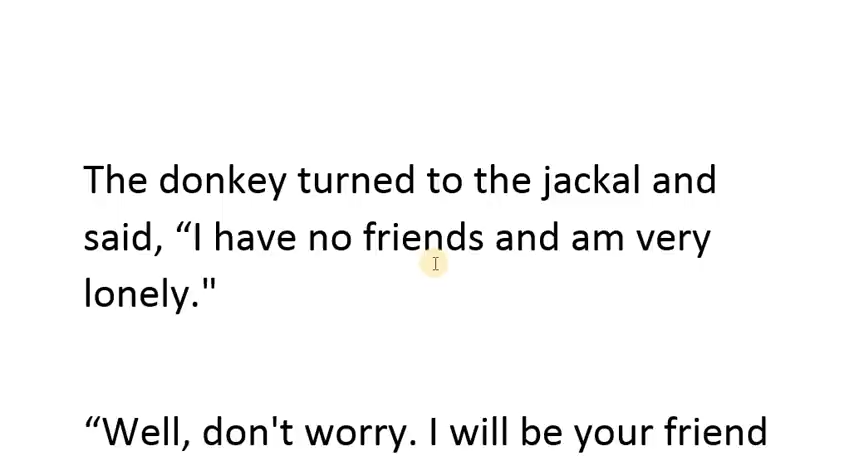 The donkey turned to the jackal and
said, “I have no friends and am very
lonely."
“Well, don't worry. I will be your friend